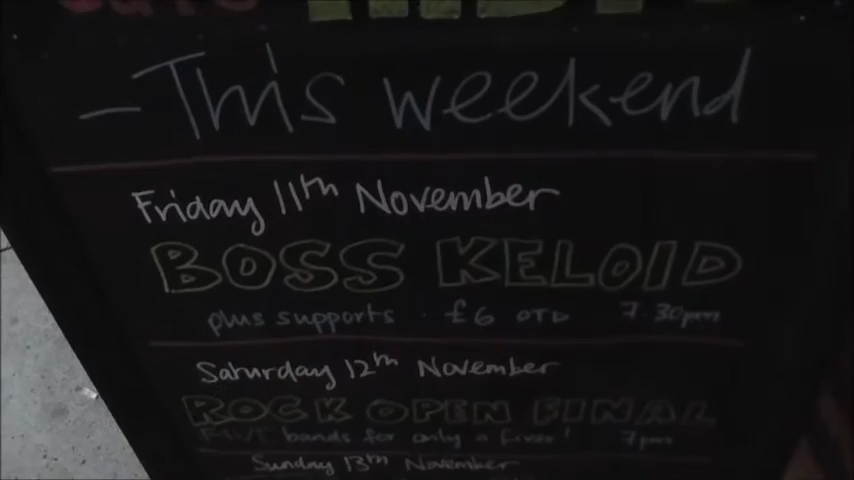 - This weekend
Friday 11th November
BOSS KELOID
plus supports · £6 OTD 7.30pm
Saturday 12th November
ROCK OPEN FINAL
FIVE bands for only a fiver! 7pm
Sunday 13th November